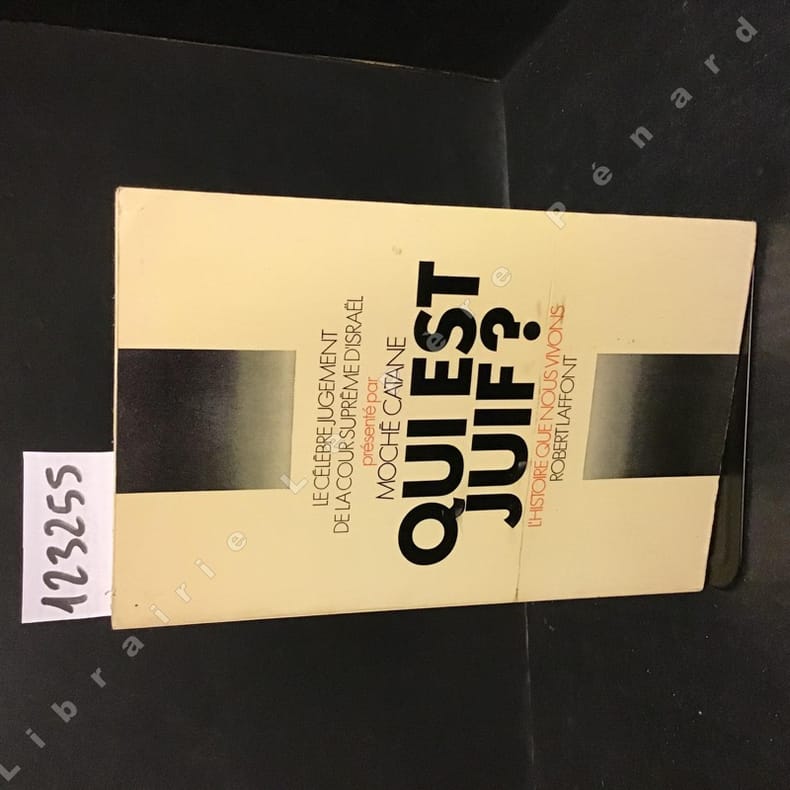 LE CÉLÈBRE JUGEMENT
DE LA COUR SUPRÊME D'ISRAËL
présenté par
MOCHÉ CATANE
QUI EST
JUIF?
L'HISTOIRE QUE NOUS VIVONS
ROBERT LAFFONT
123255
Librairie Le Père Pénard